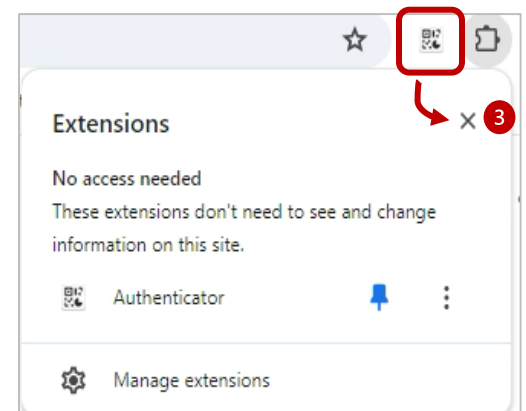 3
Extensions
No access needed
These extensions don't need to see and change
information on this site.
Authenticator
Manage extensions